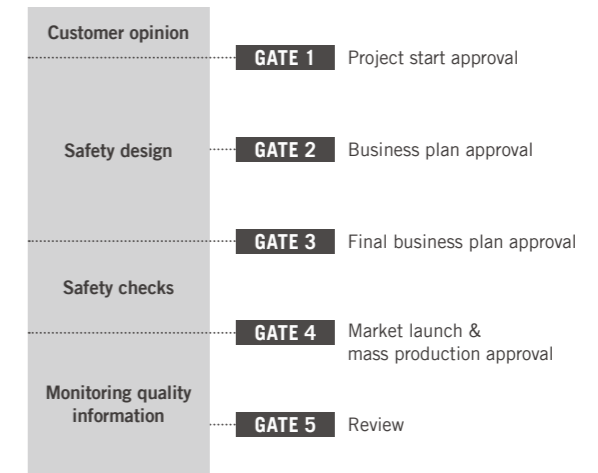 Customer opinion
GATE 1 Project start approval
Safety design
GATE 2 Business plan approval
GATE 3 Final business plan approval
Safety checks
GATE 4 Market launch &
mass production approval
Monitoring quality
information
GATE 5 Review